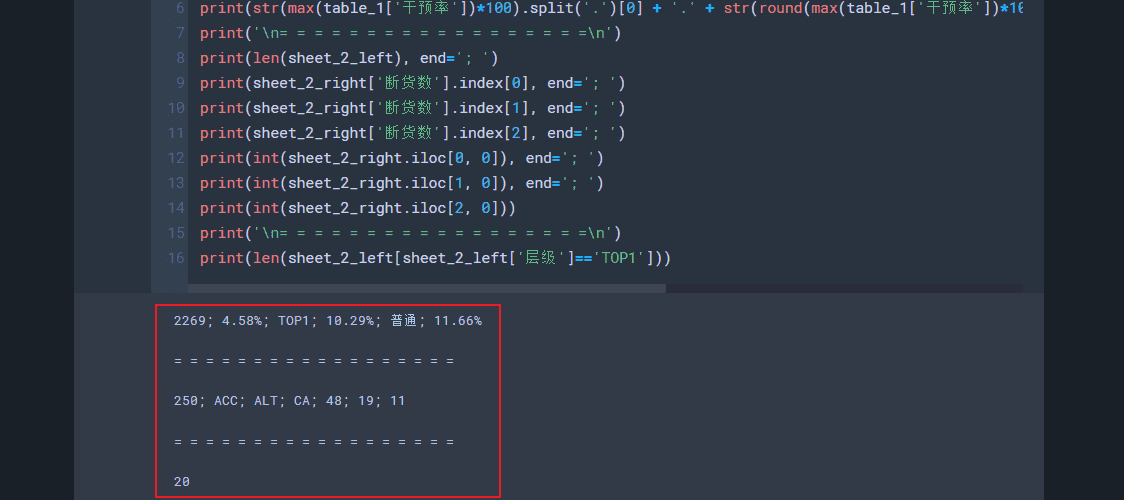 6 print(str(max(table_1['干预率'])*100).split('.')[0] + '.' + str(round(max(table_1['干预率'])*10
7 print('\n= = = = = = = = = = = = = = = = = =\n')
8 print(len(sheet_2_left), end='; ')
9 print(sheet_2_right['断货数'].index[0], end='; ')
10 print(sheet_2_right['断货数'].index[1], end='; ')
11 print(sheet_2_right['断货数'].index[2], end='; ')
12 print(int(sheet_2_right.iloc[0, 0]), end='; ')
13 print(int(sheet_2_right.iloc[1, 0]), end='; ')
14 print(int(sheet_2_right.iloc[2, 0]))
15 print('\n= = = = = = = = = = = = = = = = = =\n')
16 print(len(sheet_2_left[sheet_2_left['层级']=='TOP1']))
2269; 4.58%; TOP1; 10.29%; 普通; 11.66%
= = = = = = = = = = = = = = = = = =
250; ACC; ALT; CA; 48; 19; 11
= = = = = = = = = = = = = = = = = =
20